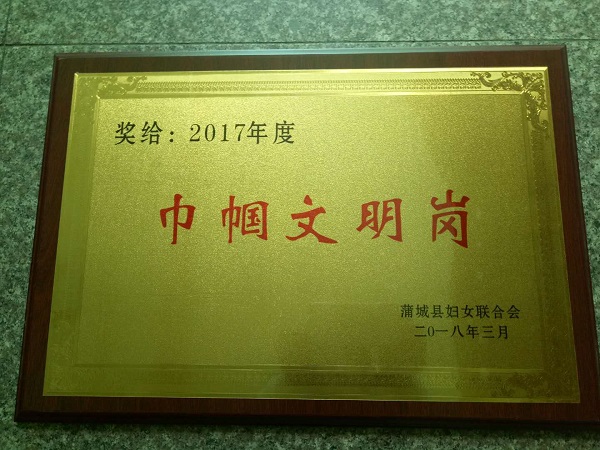 奖给：2017年度
巾帼文明岗
蒲城县妇女联合会
二〇一八年三月